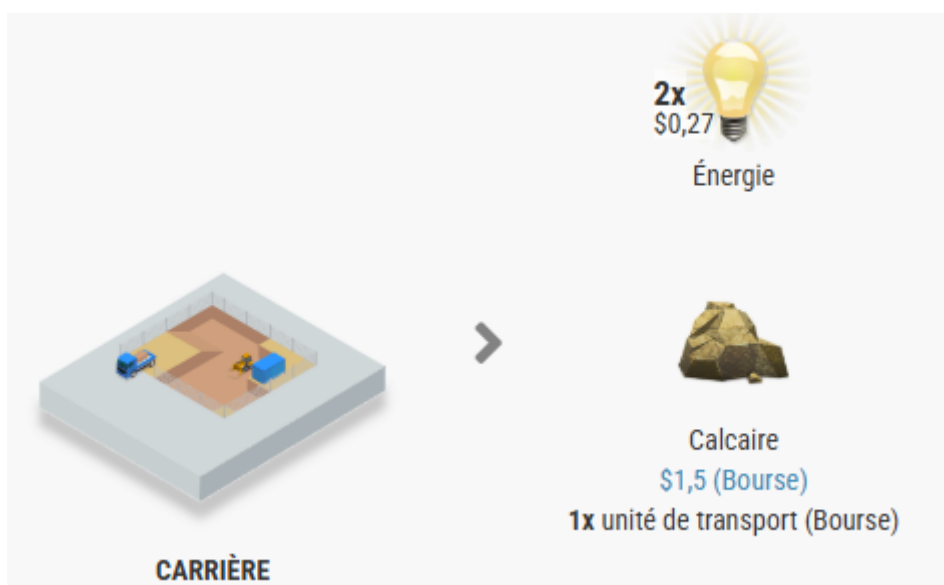 2x
$0,27
Énergie
Calcaire
$1,5 (Bourse)
1x unité de transport (Bourse)
CARRIÈRE